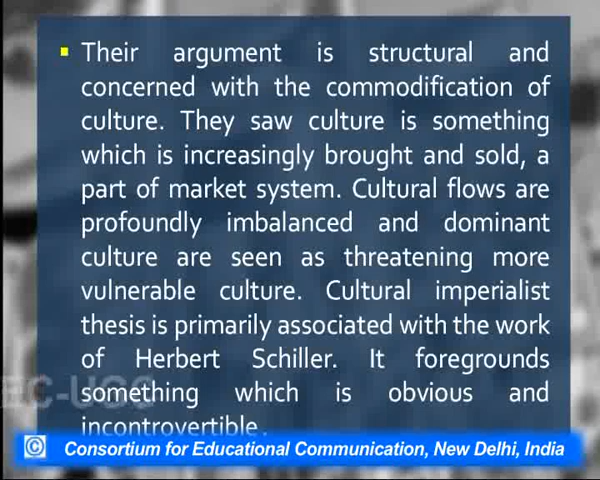 Their argument is structural and
concerned with the commodification of
culture. They saw culture is something
which is increasingly brought and sold, a
part of market system. Cultural flows are
profoundly imbalanced and dominant
culture are seen as threatening more
vulnerable culture. Cultural imperialist
thesis is primarily associated with the work
of Herbert Schiller. It foregrounds
something which is obvious and
incontrovertible.
EC-UGC
© Consortium for Educational Communication, New Delhi, India